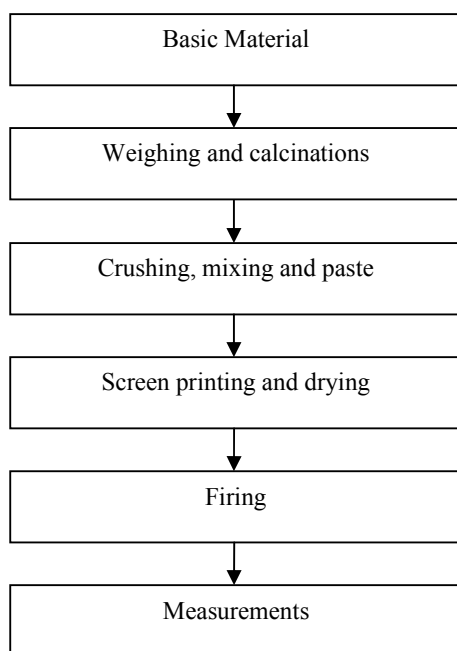 Basic Material
Weighing and calcinations
Crushing, mixing and paste
Screen printing and drying
Firing
Measurements